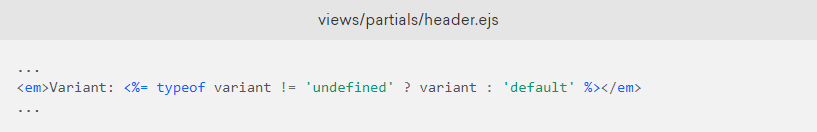 views/partials/header.ejs
...
<em>Variant: <%= typeof variant != 'undefined' ? variant : 'default' %></em>
...